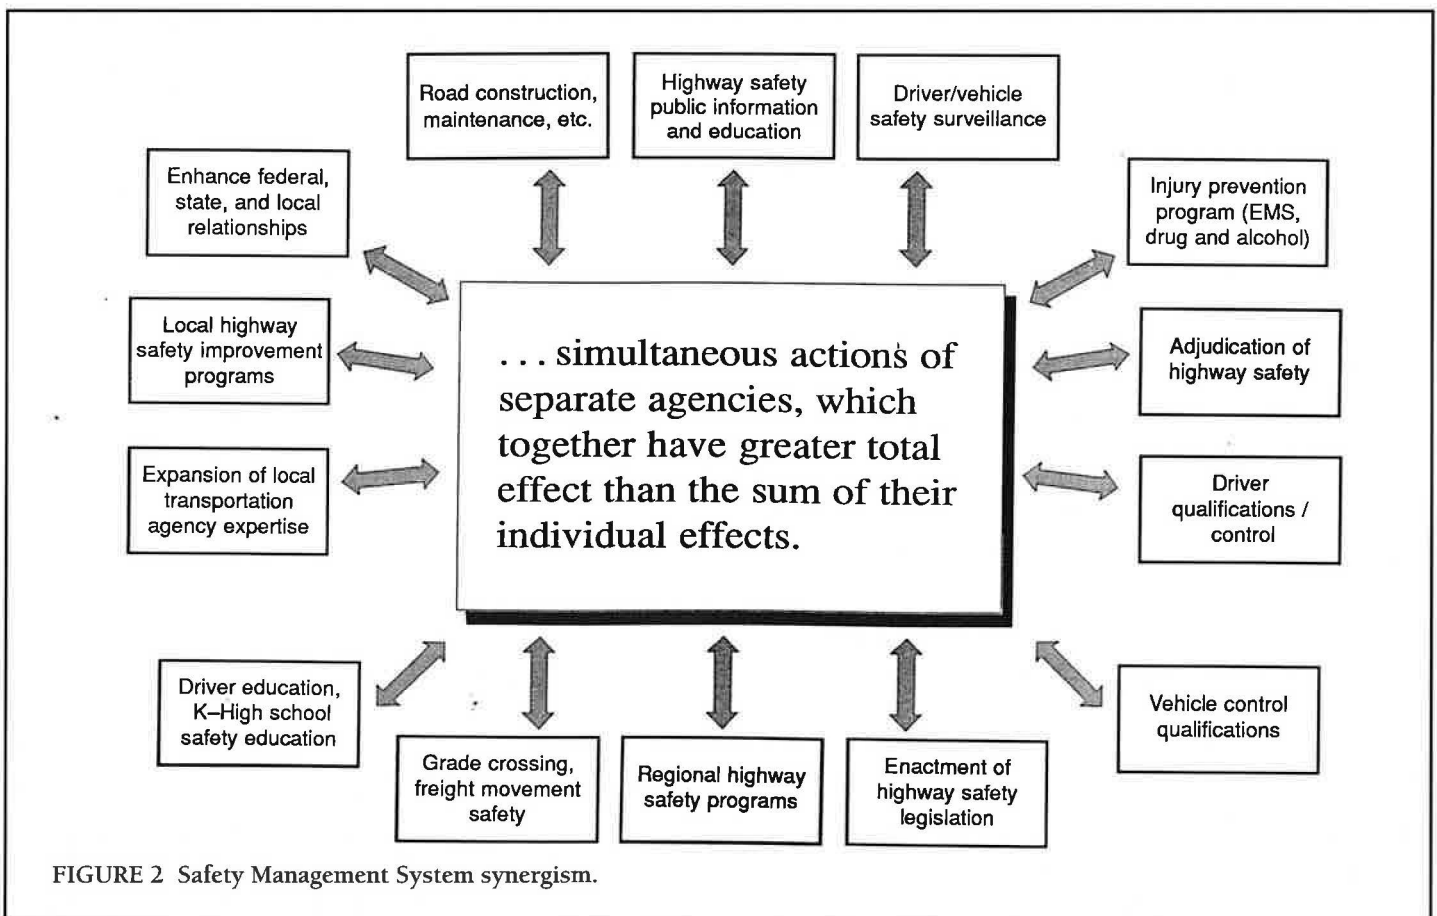 Road construction,
maintenance, etc.
Highway safety
public information
and education
Driver/vehicle
safety surveillance
Enhance federal,
state, and local
relationships
Injury prevention
program (EMS,
drug and alcohol)
Local highway
safety improvement
programs
Adjudication of
highway safety
Expansion of local
transportation
agency expertise
Driver
qualifications /
control
... simultaneous actions of
separate agencies, which
together have greater total
effect than the sum of their
individual effects.
Driver education,
K–High school
safety education
Vehicle control
qualifications
Grade crossing,
freight movement
safety
Regional highway
safety programs
Enactment of
highway safety
legislation
FIGURE 2 Safety Management System synergism.